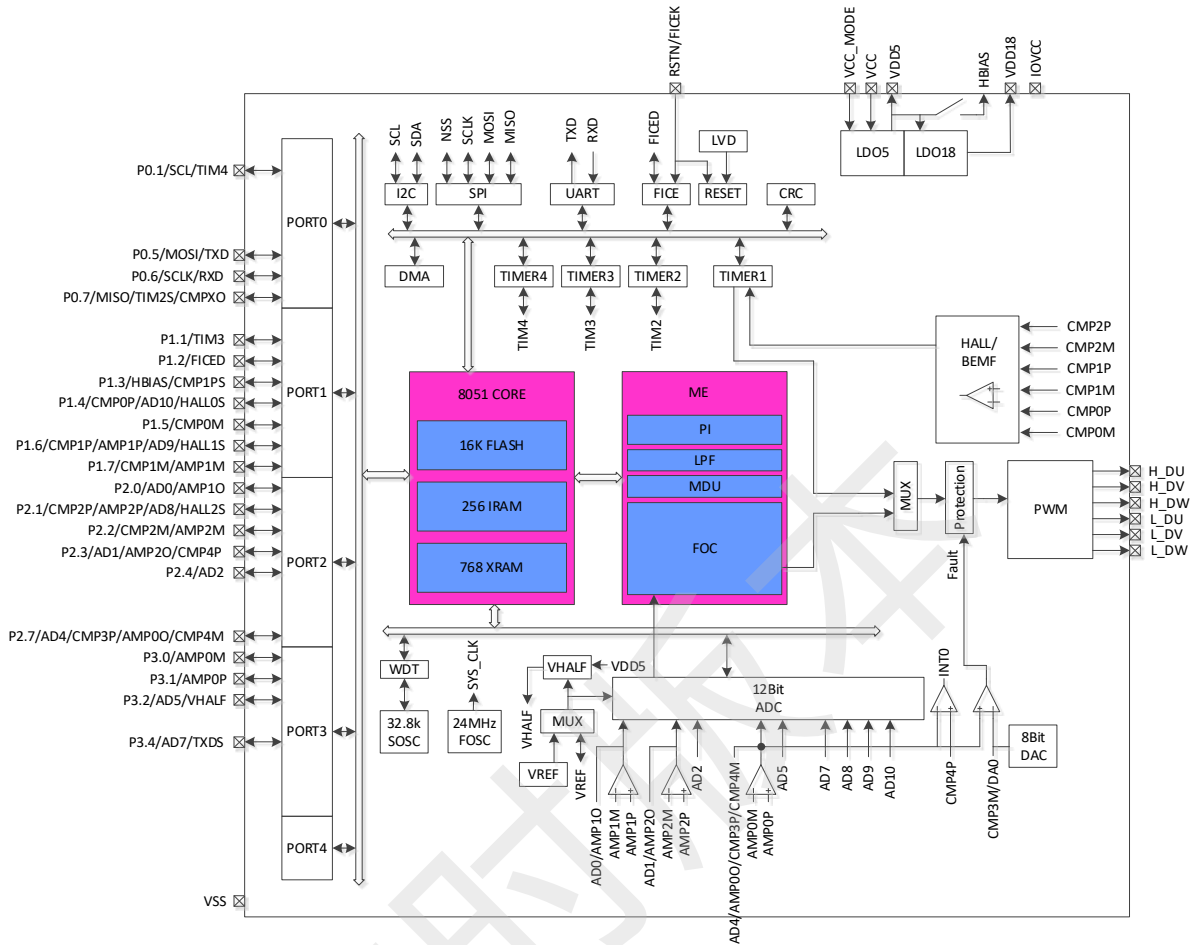 RSTN/FICEK
VCC_MODE
VCC
VDD5
HBIAS
VDD18
IOVCC
SCL
SDA
NSS
SCLK
MOSI
MISO
TXD
RXD
FICED
LVD
LDO5
LDO18
I2C
SPI
UART
FICE
RESET
CRC
DMA
TIMER4
TIMER3
TIMER2
TIMER1
TIM4
TIM3
TIM2
P0.1/SCL/TIM4
P0.5/MOSI/TXD
P0.6/SCLK/RXD
P0.7/MISO/TIM2S/CMPXO
P1.1/TIM3
P1.2/FICED
P1.3/HBIAS/CMP1PS
P1.4/CMP0P/AD10/HALL0S
P1.5/CMP0M
P1.6/CMP1P/AMP1P/AD9/HALL1S
P1.7/CMP1M/AMP1M
P2.0/AD0/AMP1O
P2.1/CMP2P/AMP2P/AD8/HALL2S
P2.2/CMP2M/AMP2M
P2.3/AD1/AMP2O/CMP4P
P2.4/AD2
P2.7/AD4/CMP3P/AMP0O/CMP4M
P3.0/AMP0M
P3.1/AMP0P
P3.2/AD5/VHALF
P3.4/AD7/TXDS
VSS
PORT0
PORT1
PORT2
PORT3
PORT4
8051 CORE
16K FLASH
256 IRAM
768 XRAM
ME
PI
LPF
MDU
FOC
HALL/
BEMF
CMP2P
CMP2M
CMP1P
CMP1M
CMP0P
CMP0M
MUX
Protection
Fault
PWM
H_DU
H_DV
H_DW
L_DU
L_DV
L_DW
WDT
32.8k
SOSC
SYS_CLK
24MHz
FOSC
VHALF
VDD5
VHALF
MUX
VREF
VREF
12Bit
ADC
INT0
8Bit
DAC
AD0/AMP1O
AMP1M
AMP1P
AD1/AMP2O
AMP2M
AMP2P
AD2
AD4/AMP0O/CMP3P/CMP4M
AMP0M
AMP0P
AD5
AD7
AD8
AD9
AD10
CMP4P
CMP3M/DA0
时版本